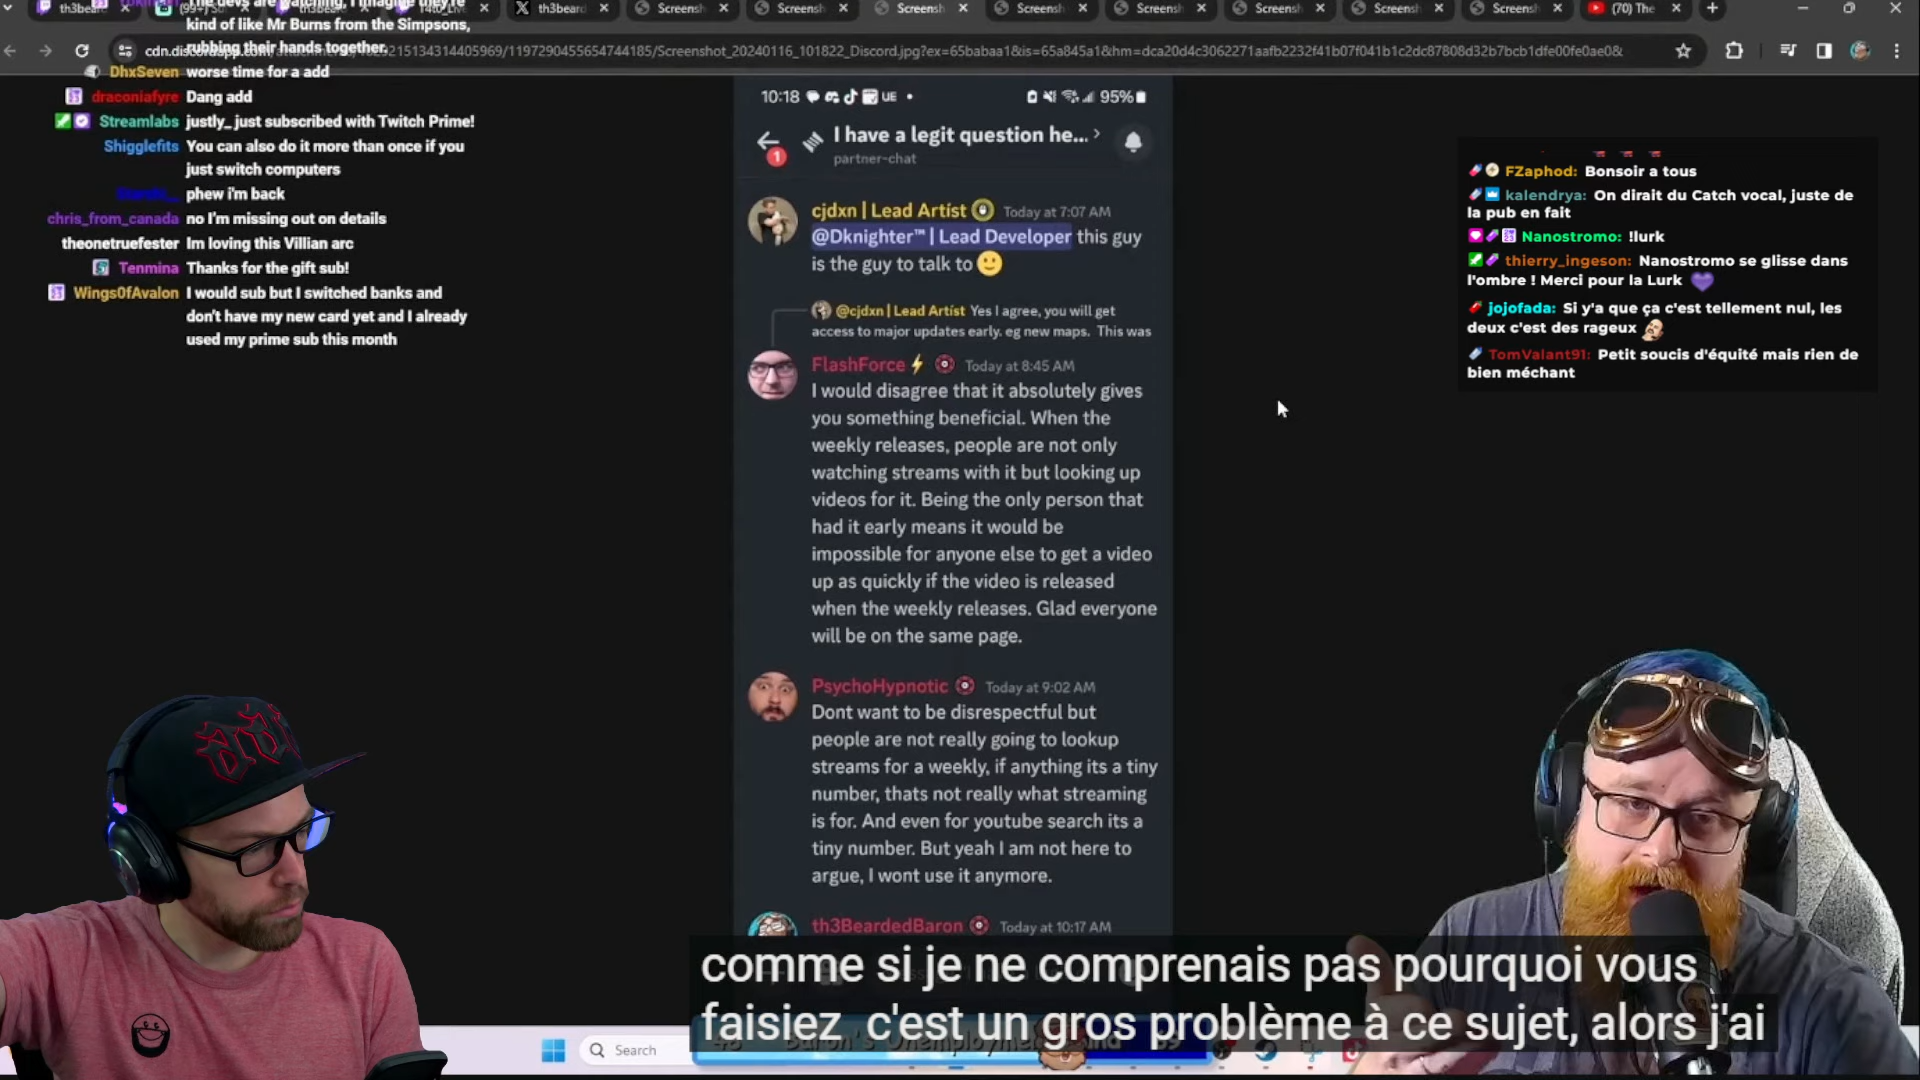 th3bear
th3beard
Screensh
Screensh
Screensh
Screensh
Screensh
Screensh
Screensh
Screensh
(70) The
kind of like Mr Burns from the Simpsons,
rubbing their hands together.
DhxSeven worse time for a add
draconiafyre Dang add
Streamlabs justly_ just subscribed with Twitch Prime!
Shigglefits You can also do it more than once if you
just switch computers
phew i'm back
chris_from_canada no I'm missing out on details
theonetruefester Im loving this Villian arc
Tenmina Thanks for the gift sub!
WingsOfAvalon I would sub but I switched banks and
don't have my new card yet and I already
used my prime sub this month
10:18 UE • 95%
I have a legit question he... >
partner-chat
1
cjdxn | Lead Artist Today at 7:07 AM
@Dknighter™ | Lead Developer this guy
is the guy to talk to
@cjdxn | Lead Artist Yes I agree, you will get
access to major updates early. eg new maps. This was
FlashForce Today at 8:45 AM
I would disagree that it absolutely gives
you something beneficial. When the
weekly releases, people are not only
watching streams with it but looking up
videos for it. Being the only person that
had it early means it would be
impossible for anyone else to get a video
up as quickly if the video is released
when the weekly releases. Glad everyone
will be on the same page.
PsychoHypnotic Today at 9:02 AM
Dont want to be disrespectful but
people are not really going to lookup
streams for a weekly, if anything its a tiny
number, thats not really what streaming
is for. And even for youtube search its a
tiny number. But yeah I am not here to
argue, I wont use it anymore.
th3BeardedBaron Today at 10:17 AM
FZaphod: Bonsoir a tous
kalendrya: On dirait du Catch vocal, juste de
la pub en fait
Nanostromo: !lurk
thierry_ingeson: Nanostromo se glisse dans
l'ombre ! Merci pour la Lurk
jojofada: Si y'a que ça c'est tellement nul, les
deux c'est des rageux
TomValant91: Petit soucis d'équité mais rien de
bien méchant
comme si je ne comprenais pas pourquoi vous
faisiez c'est un gros problème à ce sujet, alors j'ai
Search